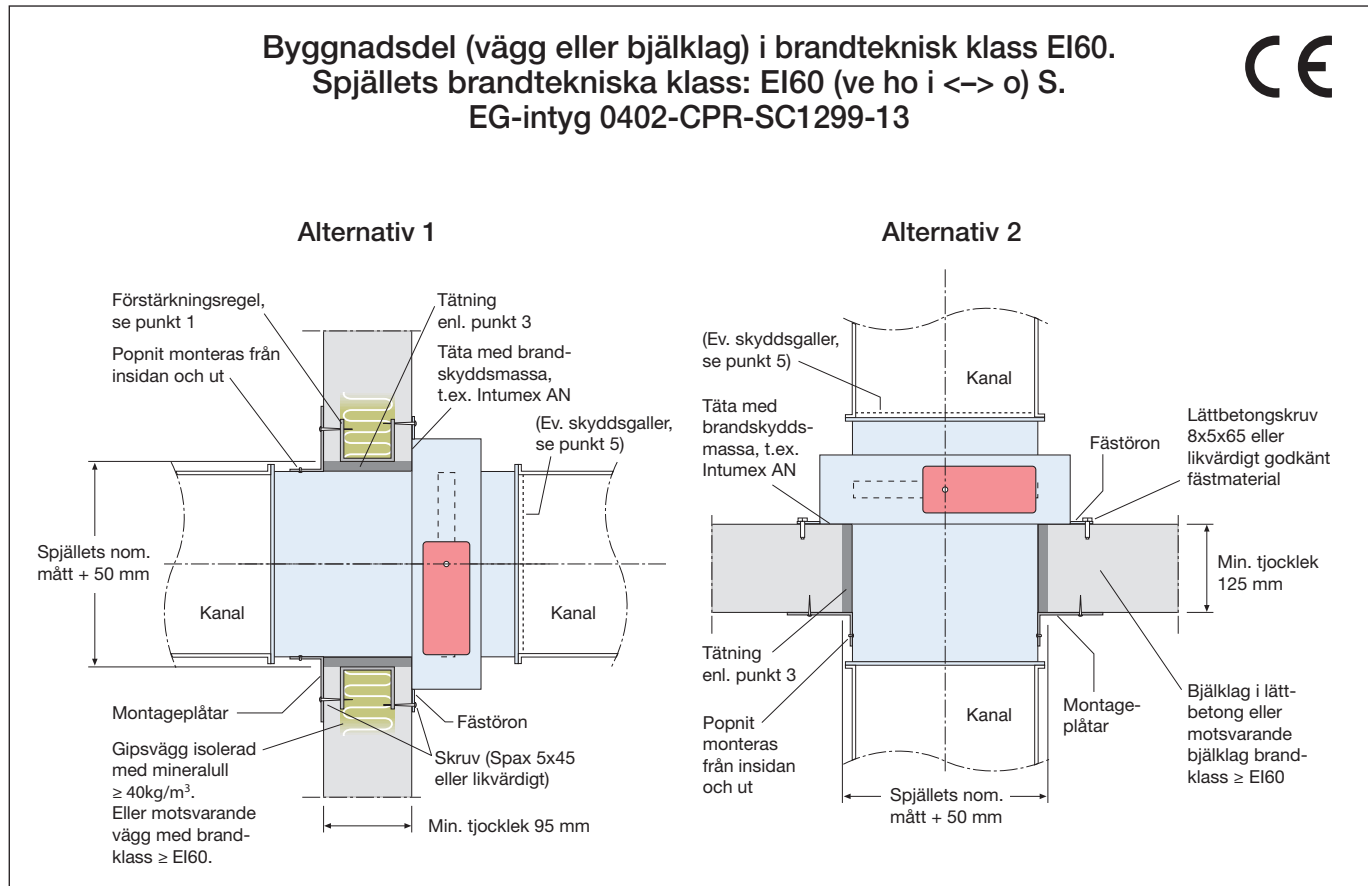 Byggnadsdel (vägg eller bjälklag) i brandteknisk klass EI60.
Spjällets brandtekniska klass: EI60 (ve ho i <–> o) S.
EG-intyg 0402-CPR-SC1299-13
CE
Alternativ 1
Förstärkningsregel,
se punkt 1
Popnit monteras från
insidan och ut
Tätning
enl. punkt 3
Täta med brand-
skyddsmassa,
t.ex. Intumex AN
(Ev. skyddsgaller,
se punkt 5)
Spjällets nom.
mått + 50 mm
Kanal
Kanal
Montageplåtar
Fästöron
Gipsvägg isolerad
med mineralull
≥ 40kg/m³.
Eller motsvarande
vägg med brand-
klass ≥ EI60.
Skruv (Spax 5x45
eller likvärdigt)
Min. tjocklek 95 mm
Alternativ 2
(Ev. skyddsgaller,
se punkt 5)
Kanal
Täta med
brandskydds-
massa, t.ex.
Intumex AN
Fästöron
Lättbetongskruv
8x5x65 eller
likvärdigt godkänt
fästmaterial
Min. tjocklek
125 mm
Tätning
enl. punkt 3
Popnit
monteras
från insidan
och ut
Kanal
Montage-
plåtar
Bjälklag i lätt-
betong eller
motsvarande
bjälklag brand-
klass ≥ EI60
Spjällets nom.
mått + 50 mm